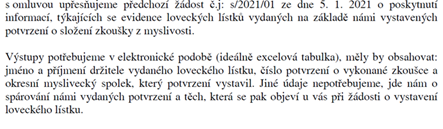 s omluvou upřesňujeme předchozí žádost č.j: s/2021/01 ze dne 5. 1. 2021 o poskytnutí
informací, týkajících se evidence loveckých lístků vydaných na základě námi vystavených
potvrzení o složení zkoušky z myslivosti.
Výstupy potřebujeme v elektronické podobě (ideálně excelová tabulka), měly by obsahovat:
jméno a příjmení držitele vydaného loveckého lístku, číslo potvrzení o vykonané zkoušce a
okresní myslivecký spolek, který potvrzení vystavil. Jiné údaje nepotřebujeme, jde nám o
spárování námi vydaných potvrzení a těch, která se pak objeví u vás při žádosti o vystavení
loveckého lístku.